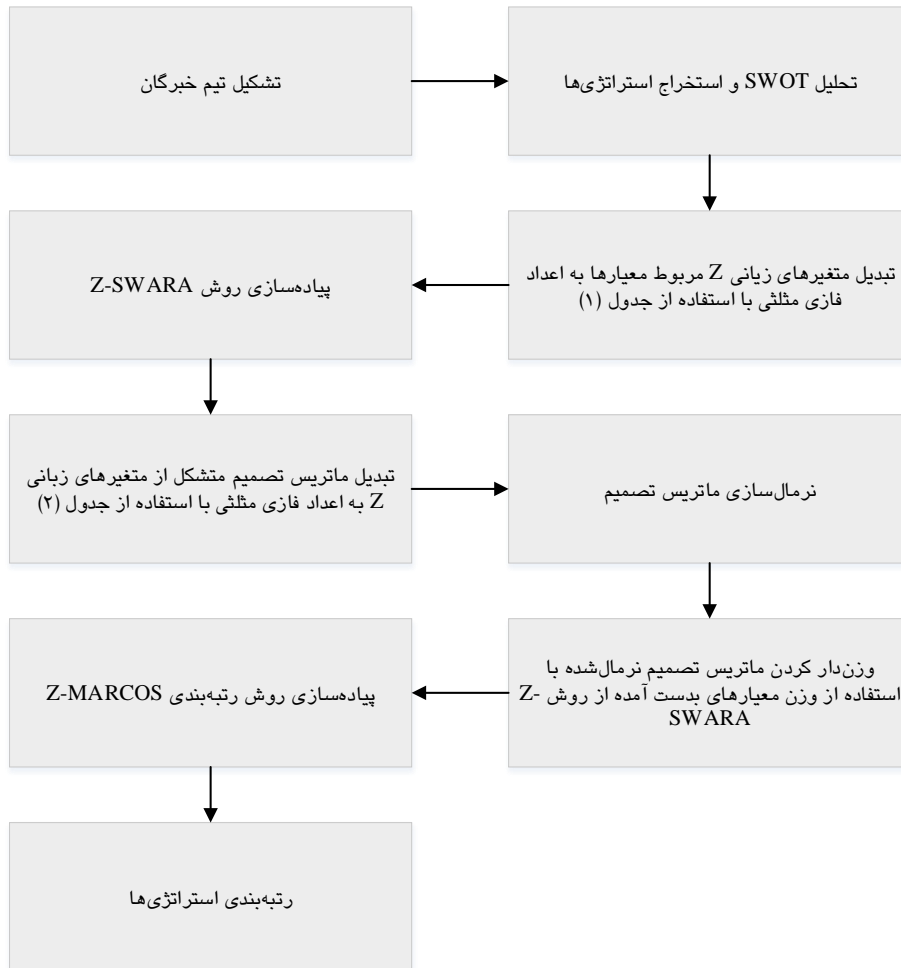 تشکیل تیم خبرگان
تحلیل SWOT و استخراج استراتژی‌ها
تبدیل متغیرهای زبانی Z مربوط معیارها به اعداد
فازی مثلثی با استفاده از جدول (۱)
پیاده‌سازی روش Z-SWARA
تبدیل ماتریس تصمیم متشکل از متغیرهای زبانی
Z به اعداد فازی مثلثی با استفاده از جدول (۲)
نرمال‌سازی ماتریس تصمیم
وزن‌دار کردن ماتریس تصمیم نرمال‌شده با
استفاده از وزن معیارهای بدست آمده از روش Z-
SWARA
پیاده‌سازی روش رتبه‌بندی Z-MARCOS
رتبه‌بندی استراتژی‌ها